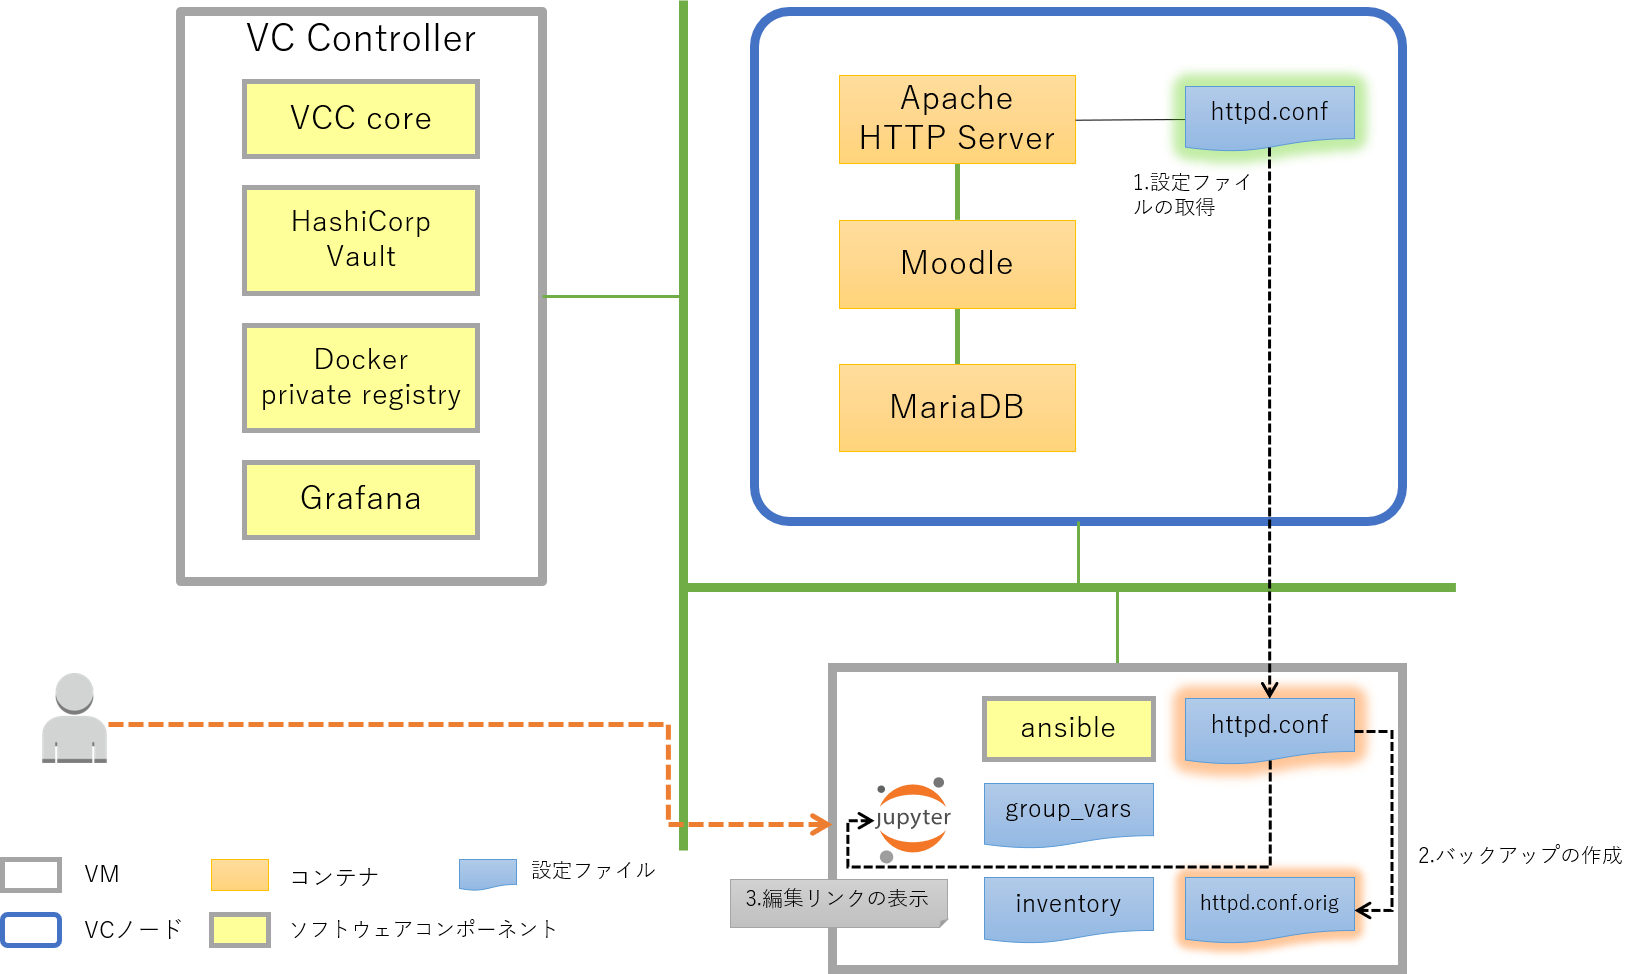 VC Controller
VCC core
HashiCorp
Vault
Docker
private registry
Grafana
Apache
HTTP Server
httpd.conf
1.設定ファイ
ルの取得
Moodle
MariaDB
ansible
httpd.conf
group_vars
jupyter
2.バックアップの作成
3.編集リンクの表示
inventory
httpd.conf.orig
VM
コンテナ
設定ファイル
VCノード
ソフトウェアコンポーネント